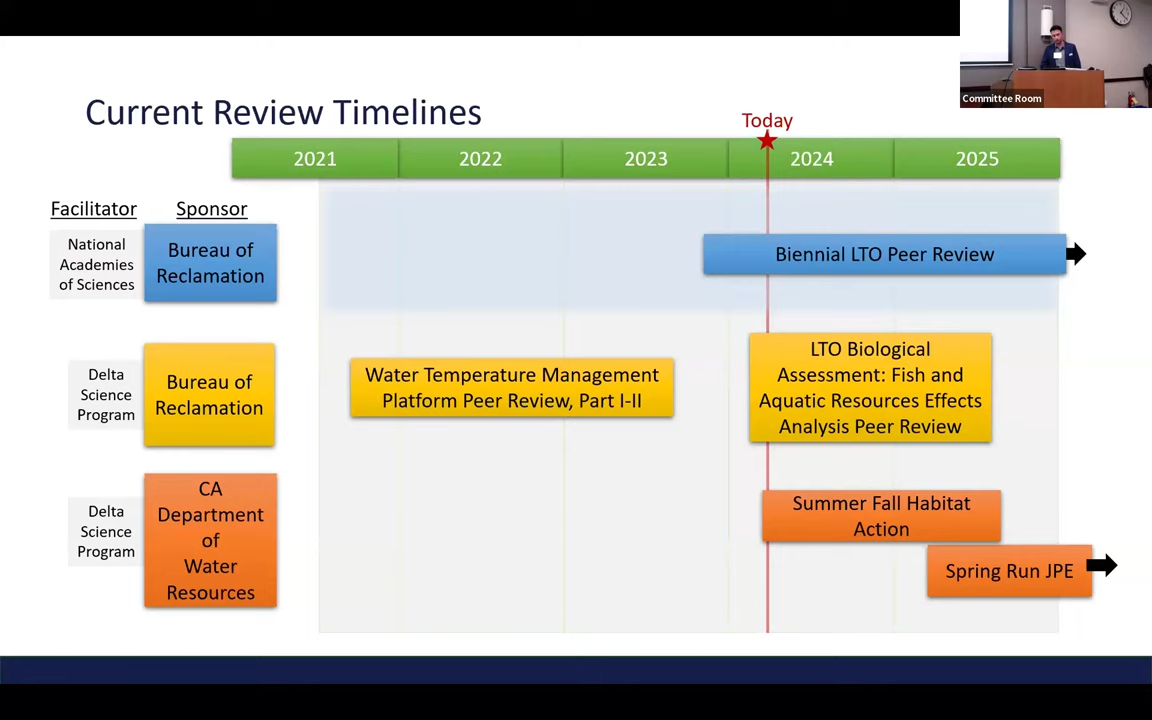 Committee Room
Current Review Timelines
Today
2021
2022
2023
2024
2025
Facilitator
Sponsor
National
Academies
of Sciences
Bureau of
Reclamation
Biennial LTO Peer Review
Delta
Science
Program
Bureau of
Reclamation
Water Temperature Management
Platform Peer Review, Part I-II
LTO Biological
Assessment: Fish and
Aquatic Resources Effects
Analysis Peer Review
Delta
Science
Program
CA
Department
of
Water
Resources
Summer Fall Habitat
Action
Spring Run JPE